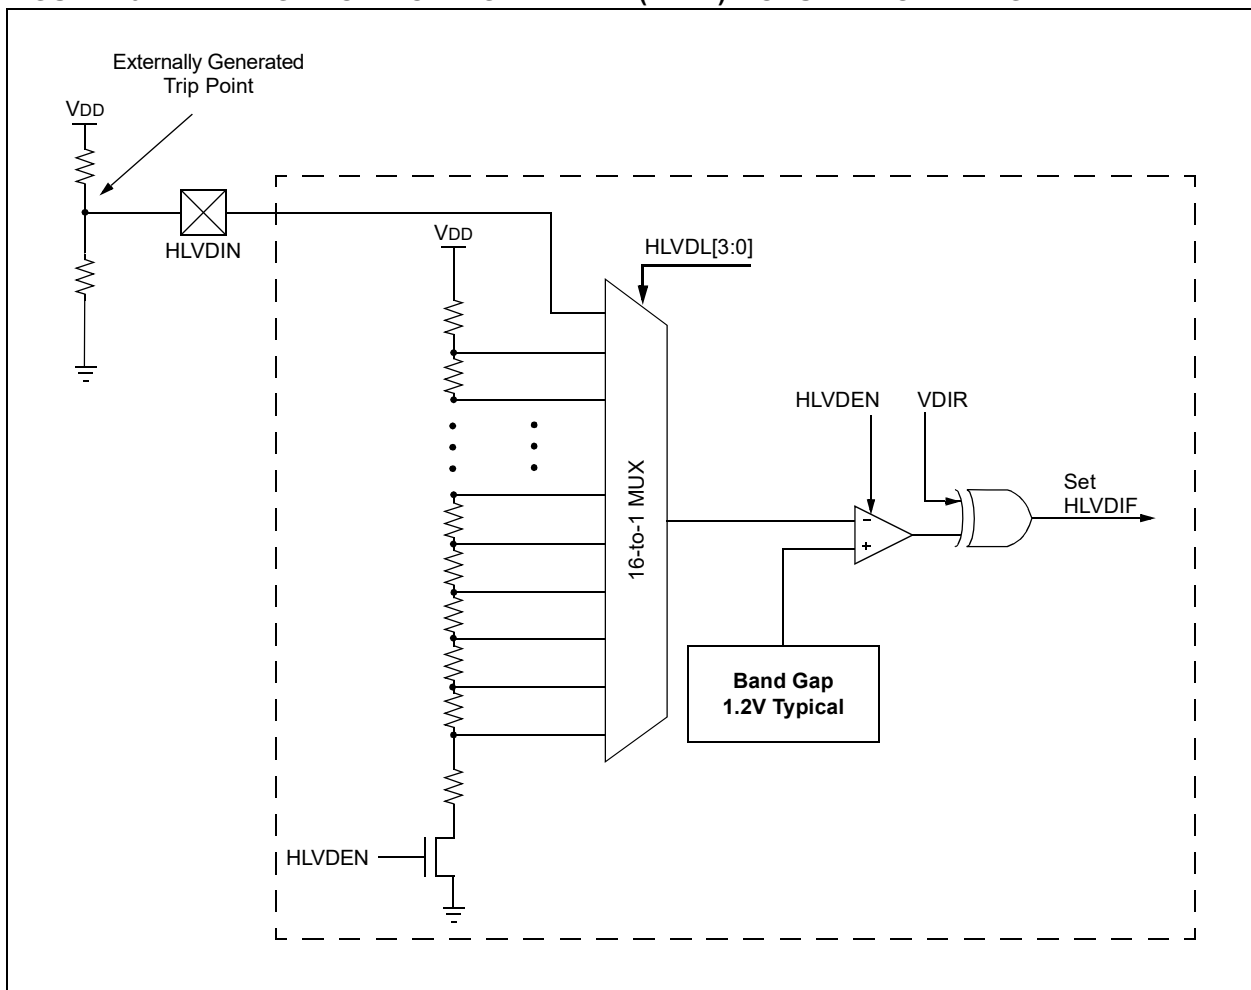 Externally Generated
Trip Point
VDD
HLVDIN
VDD
HLVDL[3:0]
16-to-1 MUX
HLVDEN
VDIR
Set
HLVDIF
–
+
Band Gap
1.2V Typical
HLVDEN